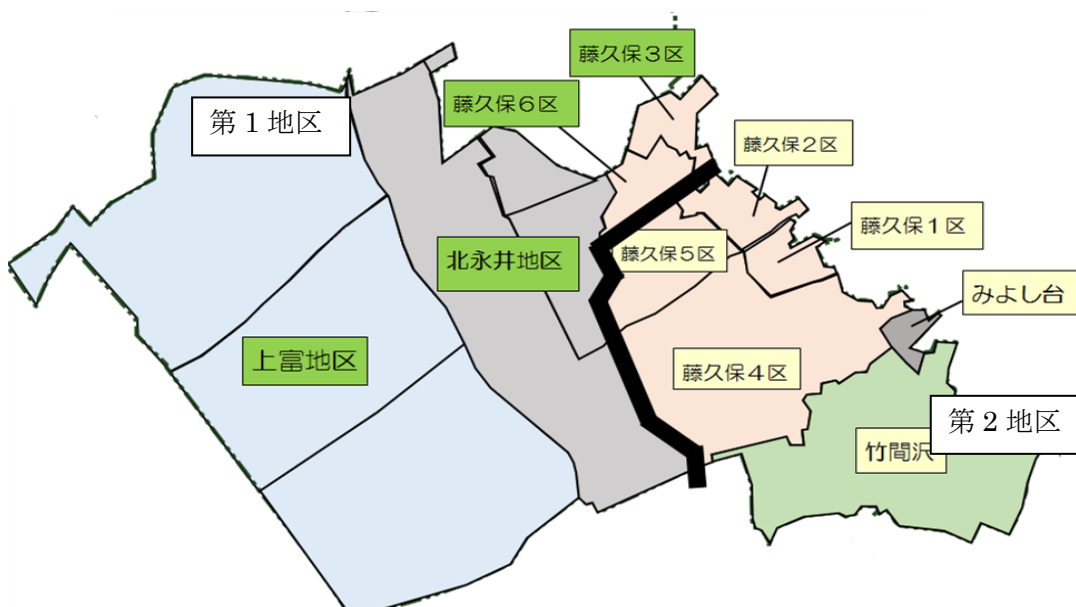 藤久保3区
藤久保6区
第1地区
藤久保2区
藤久保1区
藤久保5区
北永井地区
みよし台
上富地区
藤久保4区
第2地区
竹間沢